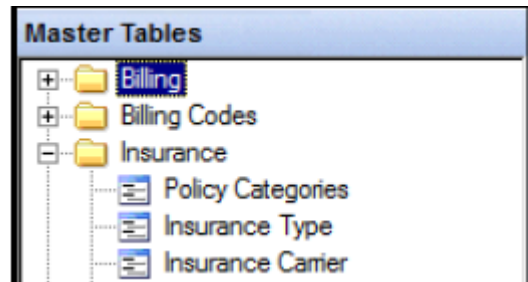 Master Tables
Billing
Billing Codes
Insurance
Policy Categories
Insurance Type
Insurance Carrier